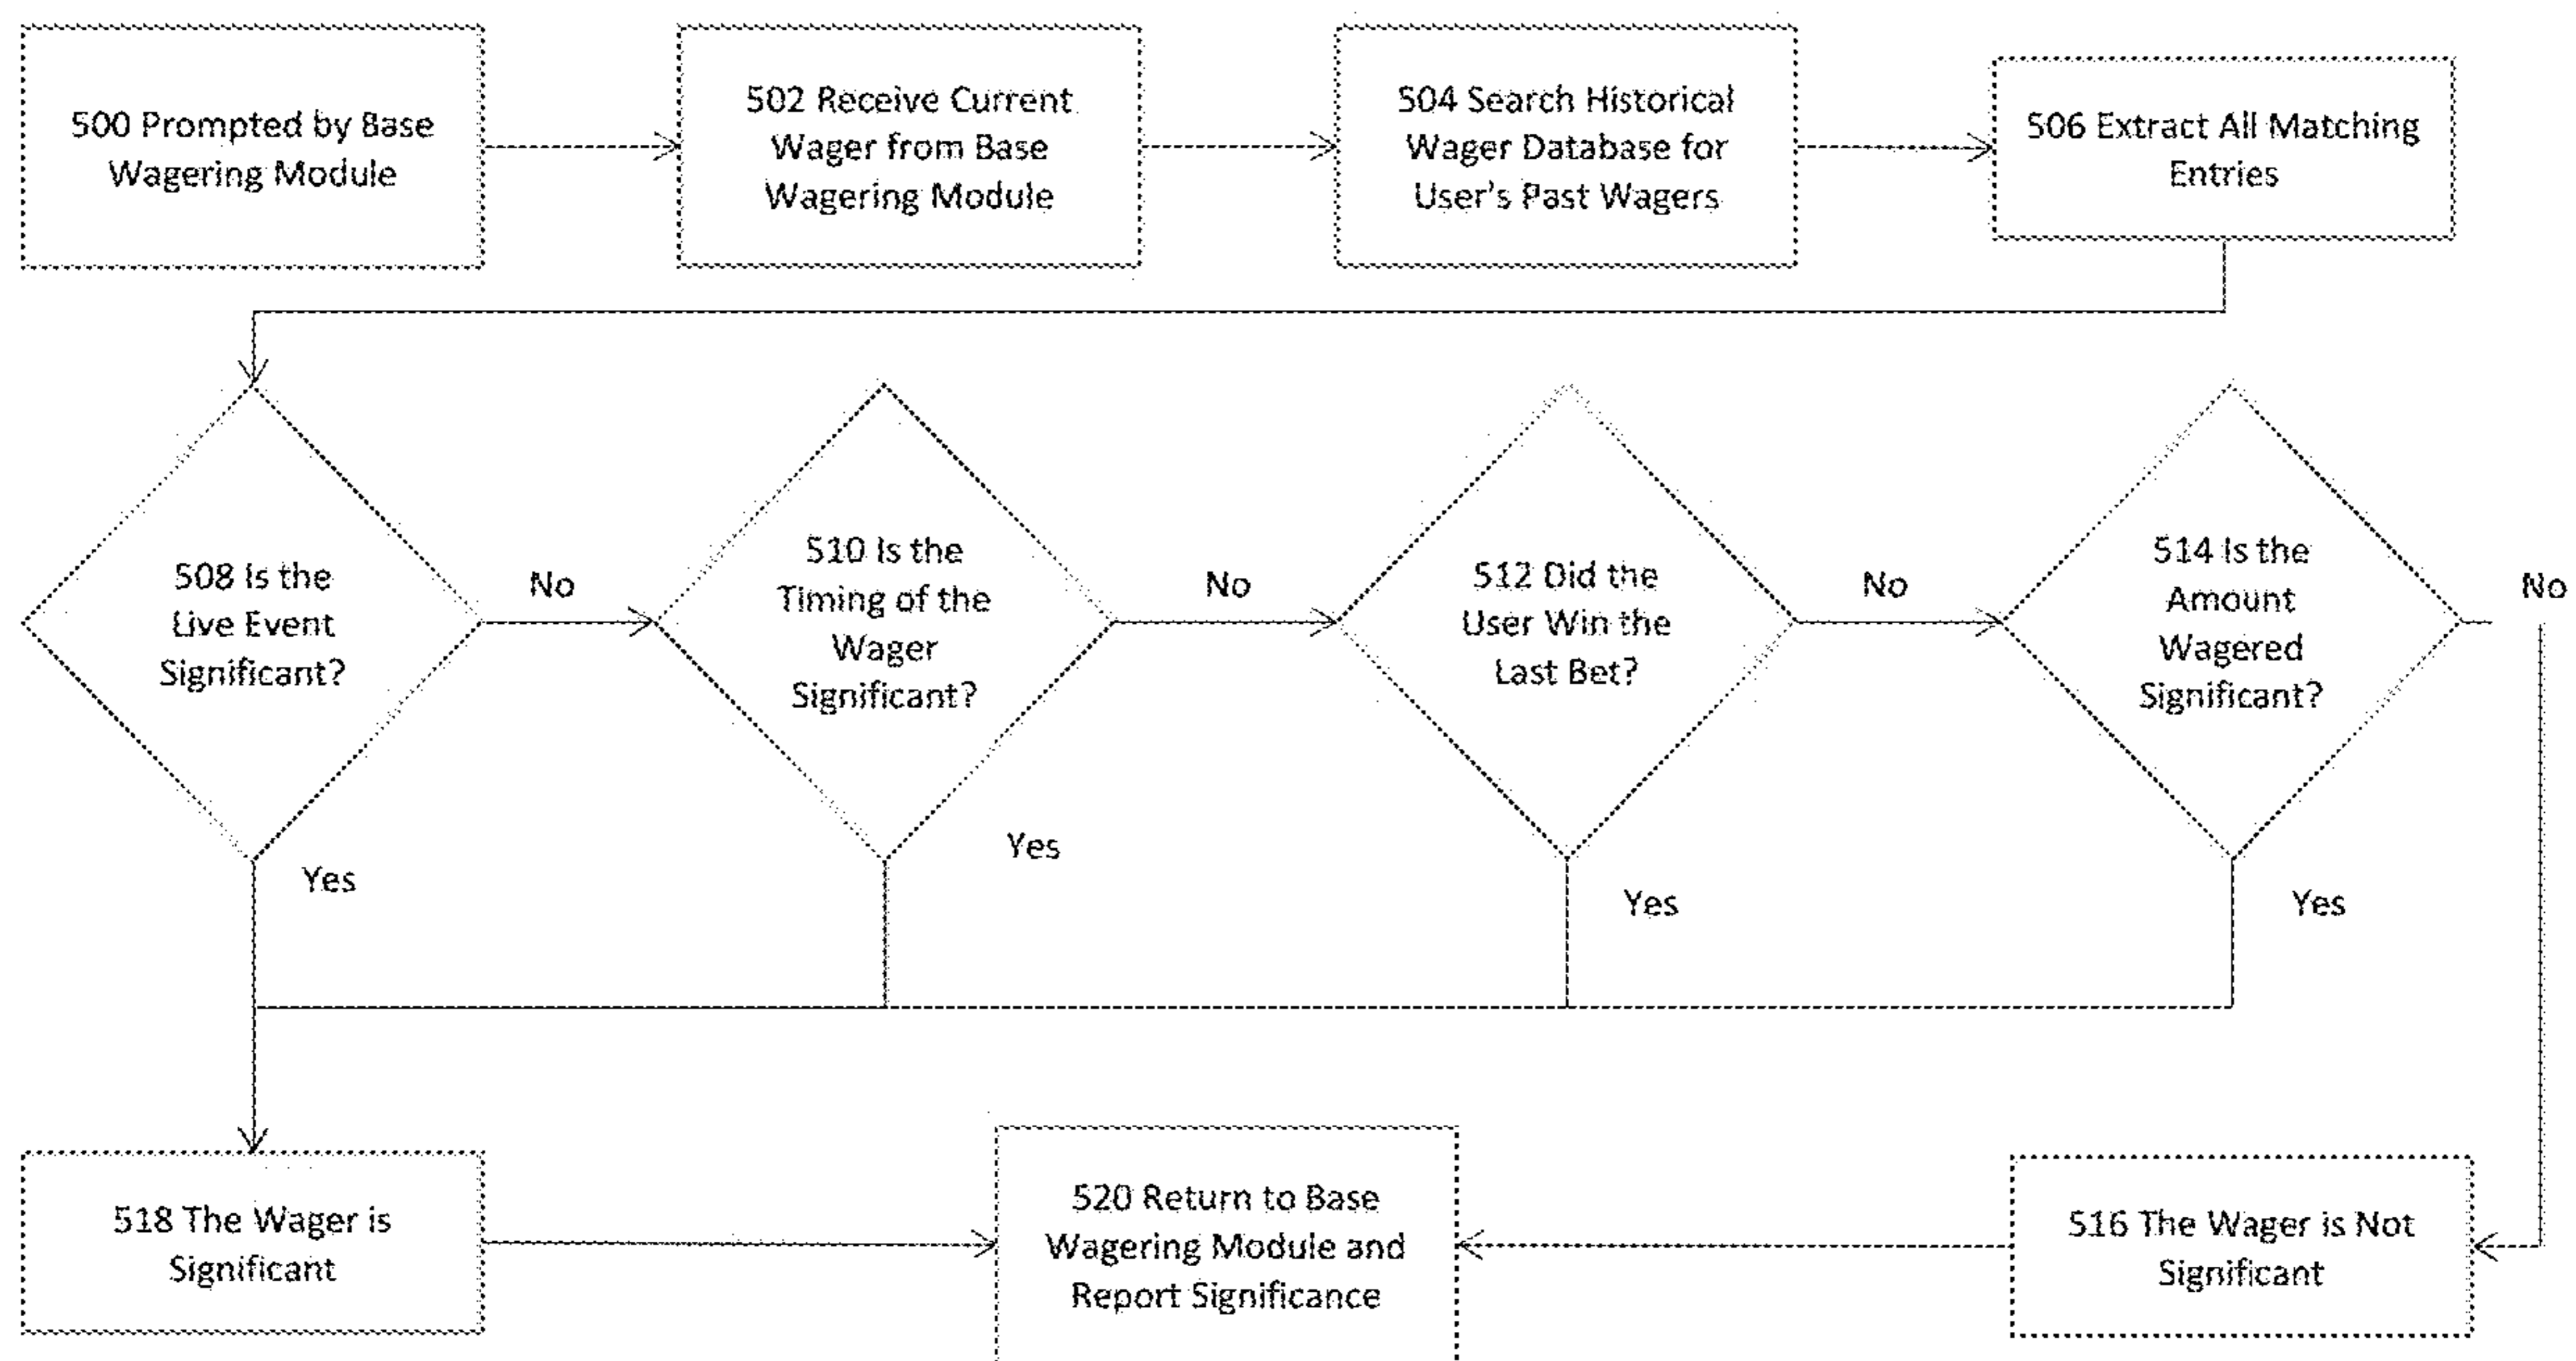 500 Prompted by Base
Wagering Module
502 Receive Current
Wager from Base
Wagering Module
504 Search Historical
Wager Database for
User's Past Wagers
506 Extract All Matching
Entries
508 Is the
Live Event
Significant?
No
510 Is the
Timing of the
Wager
Significant?
No
512 Did the
User Win the
Last Bet?
No
514 Is the
Amount
Wagered
Significant?
No
Yes
Yes
Yes
Yes
518 The Wager is
Significant
520 Return to Base
Wagering Module and
Report Significance
516 The Wager is Not
Significant